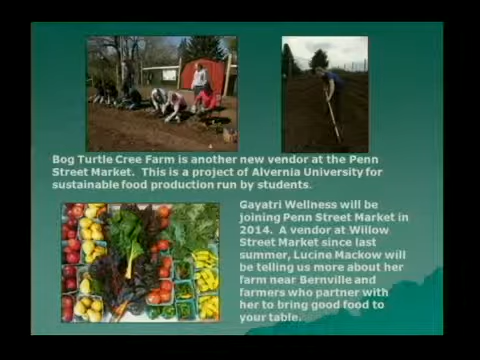 Bog Turtle Cree Farm is another new vendor at the Penn
Street Market. This is a project of Alvernia University for
sustainable food production run by students.
Gayatri Wellness will be
joining Penn Street Market in
2014. A vendor at Willow
Street Market since last
summer, Lucine Mackow will
be telling us more about her
farm near Bernville and
farmers who partner with
her to bring good food to
your table.